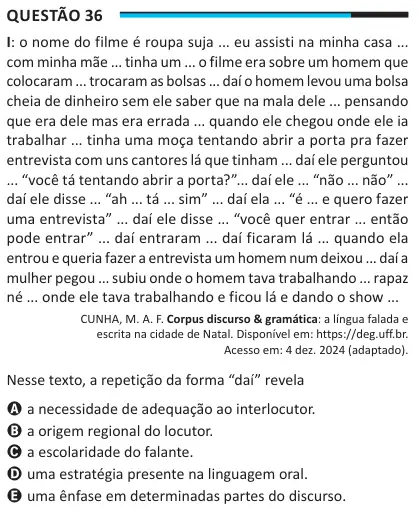 QUESTÃO 36
I: o nome do filme é roupa suja ... eu assisti na minha casa ...
com minha mãe ... tinha um ... o filme era sobre um homem que
colocaram ... trocaram as bolsas ... daí o homem levou uma bolsa
cheia de dinheiro sem ele saber que na mala dele ... pensando
que era dele mas era errada ... quando ele chegou onde ele ia
trabalhar ... tinha uma moça tentando abrir a porta pra fazer
entrevista com uns cantores lá que tinham ... daí ele perguntou
... “você tá tentando abrir a porta?”... daí ele ... “não ... não” ...
daí ele disse ... “ah ... tá ... sim” ... daí ela ... “é ... e quero fazer
uma entrevista” ... daí ele disse ... “você quer entrar ... então
pode entrar” ... daí entraram ... daí ficaram lá ... quando ela
entrou e queria fazer a entrevista um homem num deixou ... daí a
mulher pegou ... subiu onde o homem tava trabalhando ... rapaz
né ... onde ele tava trabalhando e ficou lá e dando o show ...
CUNHA, M. A. F. Corpus discurso & gramática: a língua falada e
escrita na cidade de Natal. Disponível em: https://deg.uff.br.
Acesso em: 4 dez. 2024 (adaptado).
Nesse texto, a repetição da forma “daí” revela
A a necessidade de adequação ao interlocutor.
B a origem regional do locutor.
C a escolaridade do falante.
D uma estratégia presente na linguagem oral.
E uma ênfase em determinadas partes do discurso.